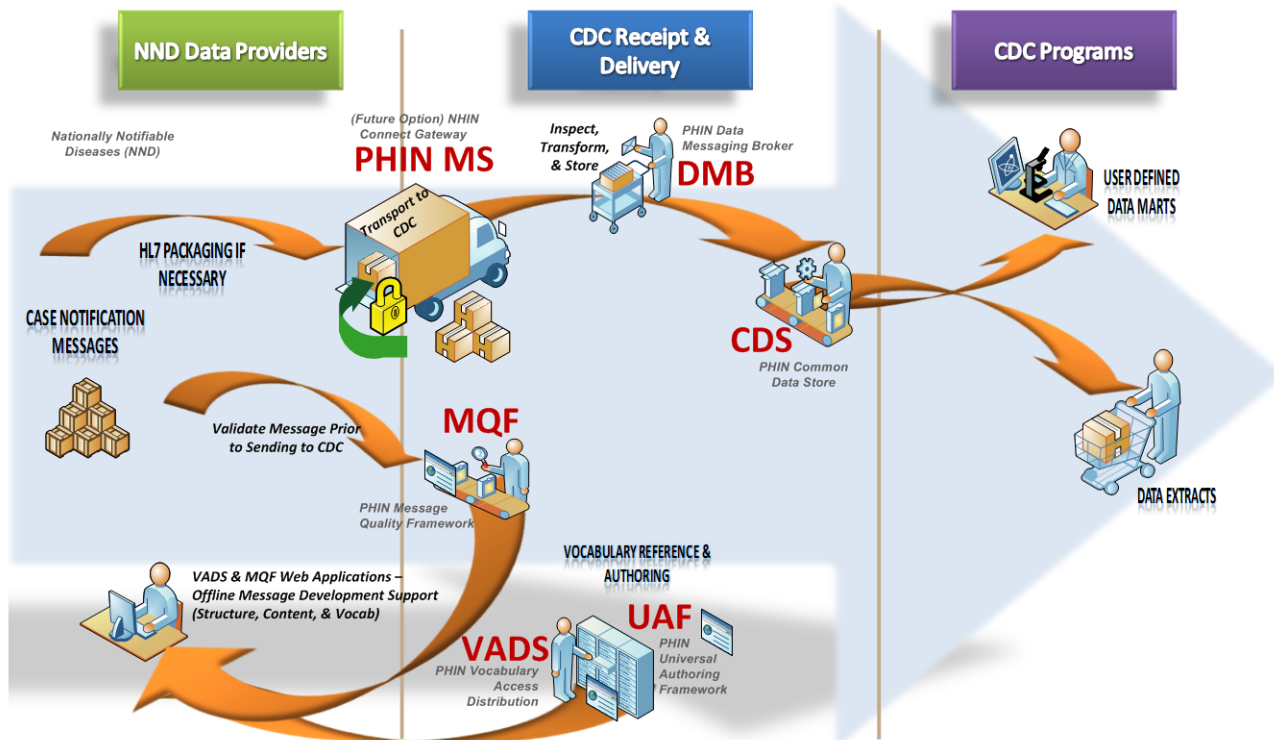 NND Data Providers
CDC Receipt &
Delivery
CDC Programs
Nationally Notifiable
Diseases (NND)
(Future Option) NHIN
Connect Gateway
PHIN MS
Transport to
CDC
Inspect,
Transform,
& Store
PHIN Data
Messaging Broker
DMB
USER DEFINED
DATA MARTS
HL7 PACKAGING IF
NECESSARY
CASE NOTIFICATION
MESSAGES
CDS
PHIN Common
Data Store
Validate Message Prior
to Sending to CDC
MQF
PHIN Message
Quality Framework
DATA EXTRACTS
VADS & MQF Web Applications –
Offline Message Development Support
(Structure, Content, & Vocab)
VOCABULARY REFERENCE &
AUTHORING
VADS
PHIN Vocabulary
Access
Distribution
UAF
PHIN
Universal
Authoring
Framework